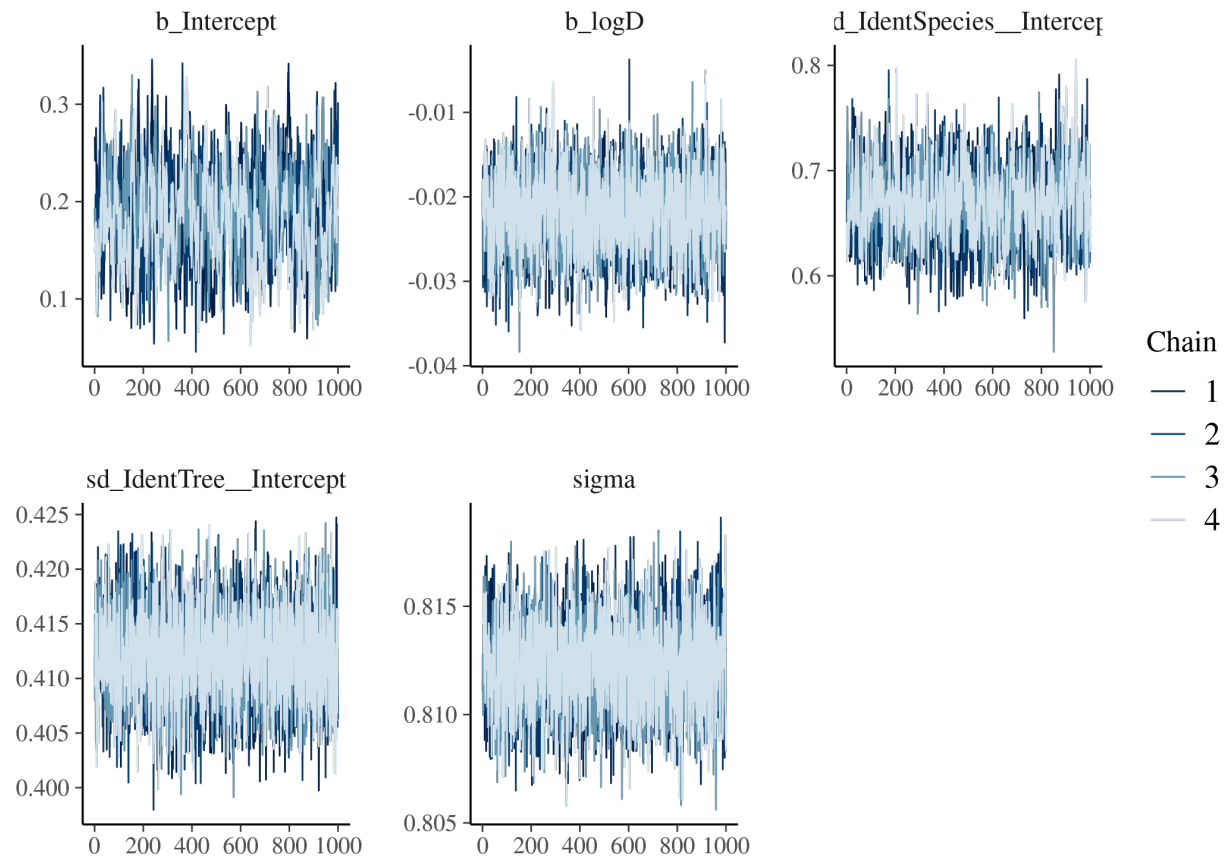 b_Intercept
b_logD
d_IdentSpecies__Intercep
0.3
0.2
0.1
0 200 400 600 800 1000
-0.01
-0.02
-0.03
-0.04
0 200 400 600 800 1000
0.8
0.7
0.6
0 200 400 600 800 1000
Chain
1
2
3
4
sd_IdentTree__Intercept
sigma
0.425
0.420
0.415
0.410
0.405
0.400
0 200 400 600 800 1000
0.815
0.810
0.805
0 200 400 600 800 1000